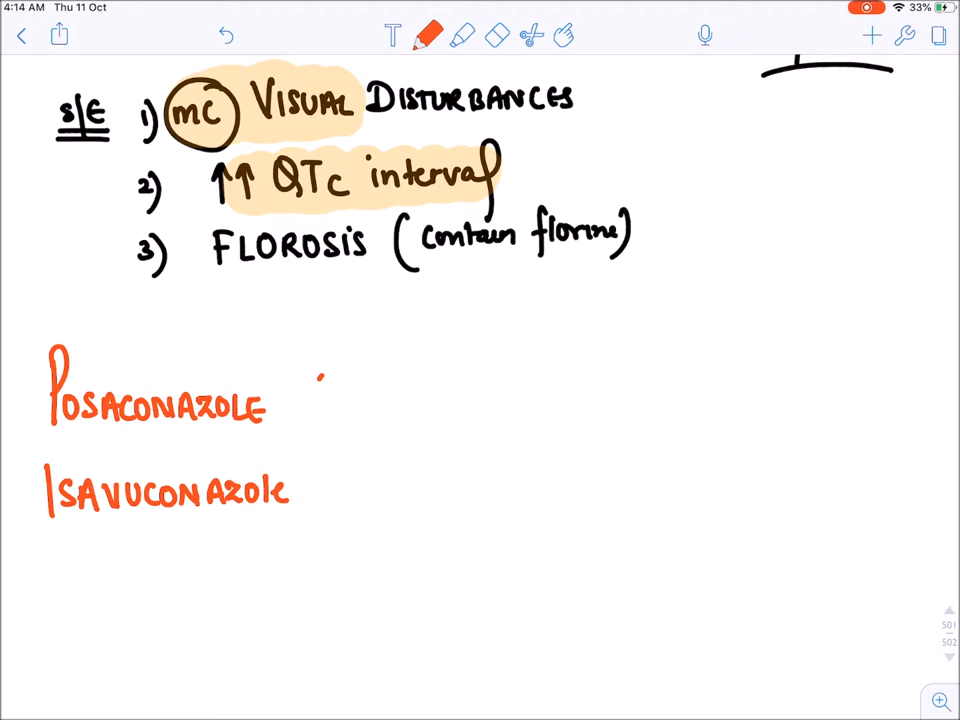 4:14 AM Thu 11 Oct
33%
S/E 1) mc VISUAL DISTURBANCES
2) ↑↑ QTc interval
3) FLOROSIS (contain florine)
POSACONAZOLE
ISAVUCONAZOLE
501
502